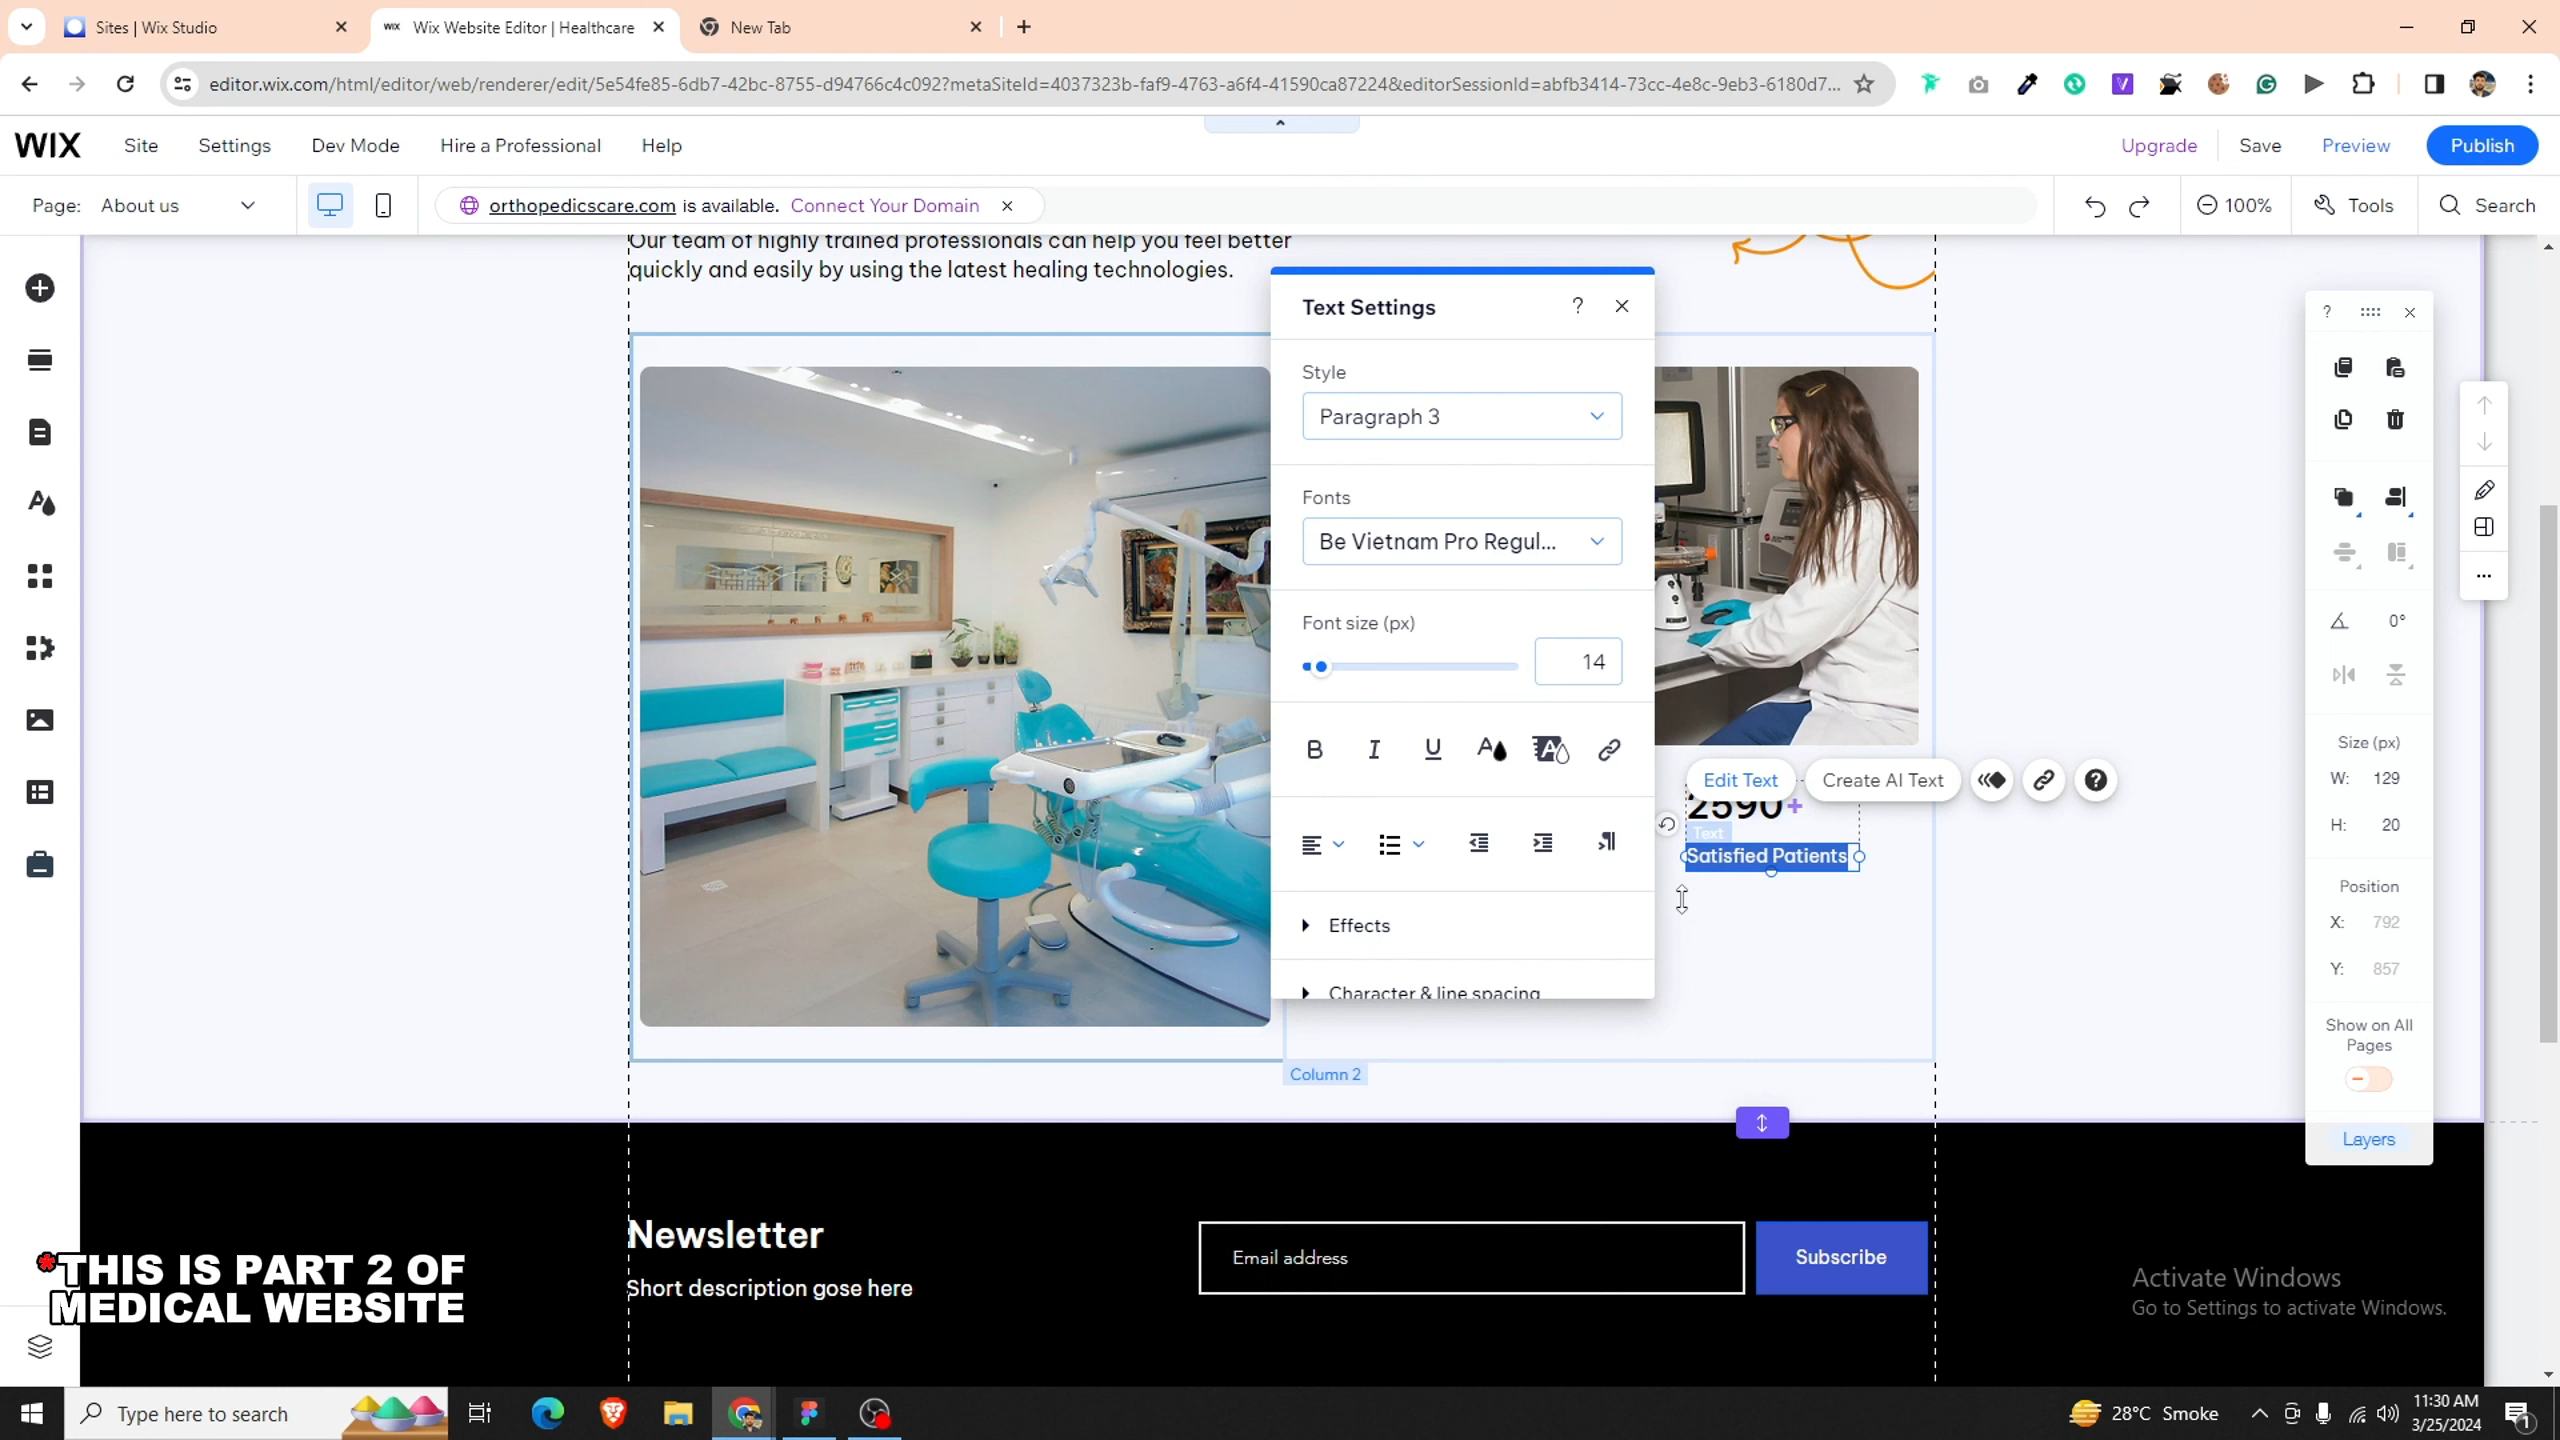 Sites | Wix Studio
Wix Website Editor | Healthcare
New Tab
editor.wix.com/html/editor/web/renderer/edit/5e54fe85-6db7-42bc-8755-d94766c4c092?metaSiteId=4037323b-faf9-4763-a6f4-41590ca87224&editorSessionId=abfb3414-73cc-4e8c-9eb3-6180d7...
WIX
Site
Settings
Dev Mode
Hire a Professional
Help
Upgrade
Save
Preview
Publish
Page: About us
orthopedicscare.com is available. Connect Your Domain
100%
Tools
Search
Our team of highly trained professionals can help you feel better
quickly and easily by using the latest healing technologies.
Text Settings
Style
Paragraph 3
Fonts
Be Vietnam Pro Regul...
Font size (px)
14
B I U
Effects
Character & line spacing
Edit Text
Create AI Text
2590+
Text
Satisfied Patients
Column 2
0°
Size (px)
W: 129
H: 20
Position
X: 792
Y: 857
Show on All
Pages
Layers
Newsletter
Short description gose here
Email address
Subscribe
*THIS IS PART 2 OF
MEDICAL WEBSITE
Activate Windows
Go to Settings to activate Windows.
Type here to search
28°C Smoke
11:30 AM
3/25/2024
1